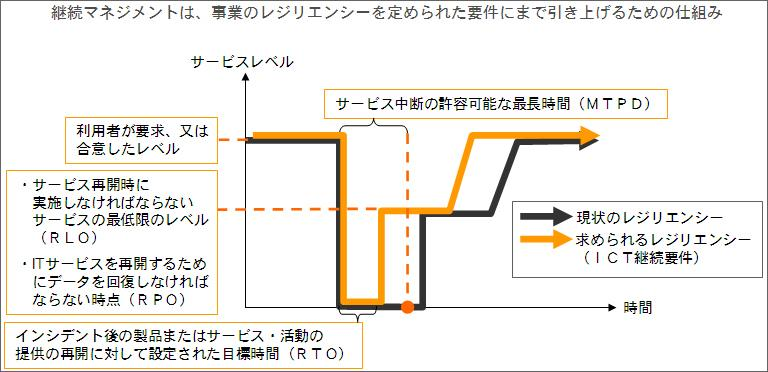 継続マネジメントは、事業のレジリエンシーを定められた要件にまで引き上げるための仕組み
サービスレベル
サービス中断の許容可能な最長時間（ＭＴＰＤ）
利用者が要求、又は
合意したレベル
・サービス再開時に
実施しなければならない
サービスの最低限のレベル
（ＲＬＯ）
・ITサービスを再開するため
にデータを回復しなければ
ならない時点（ＲＰＯ）
現状のレジリエンシー
求められるレジリエンシー
（ＩＣＴ継続要件）
時間
インシデント後の製品またはサービス・活動の
提供の再開に対して設定された目標時間（ＲＴＯ）